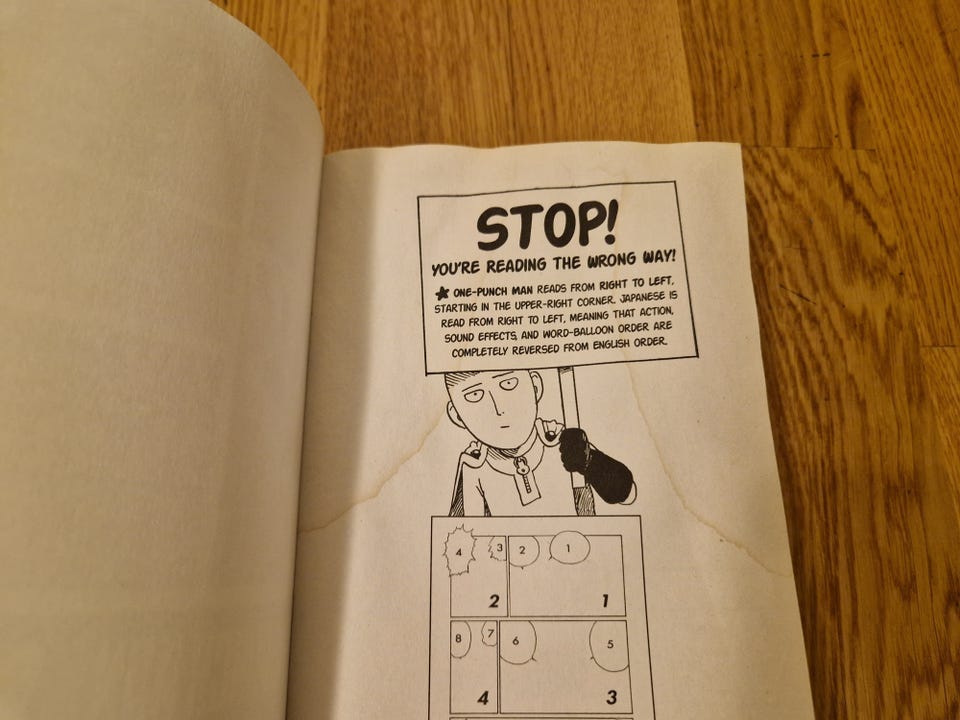 STOP!
YOU'RE READING THE WRONG WAY!
★ ONE-PUNCH MAN READS FROM RIGHT TO LEFT,
STARTING IN THE UPPER-RIGHT CORNER. JAPANESE IS
READ FROM RIGHT TO LEFT, MEANING THAT ACTION,
SOUND EFFECTS, AND WORD-BALLOON ORDER ARE
COMPLETELY REVERSED FROM ENGLISH ORDER.
4 3 2 1
2 1
8 7 6 5
4 3